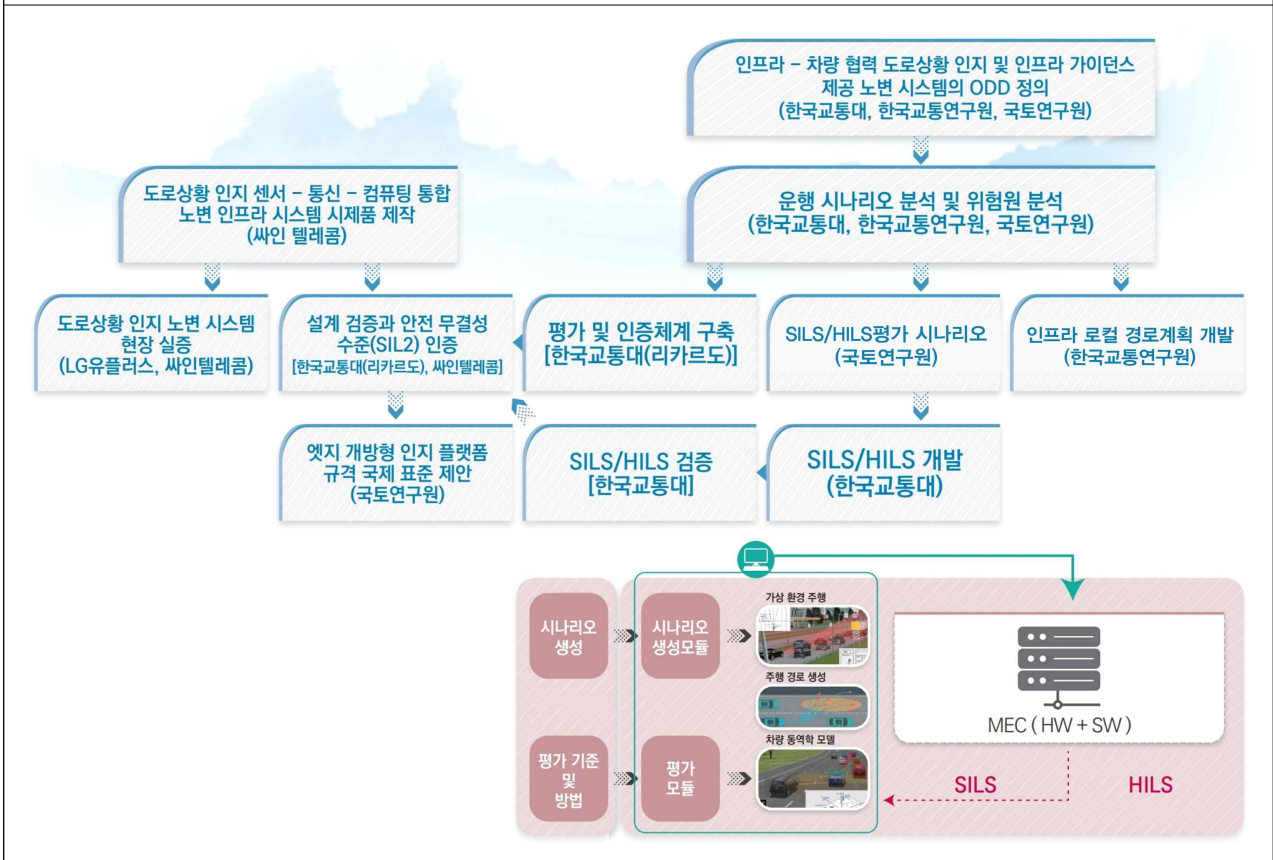 인프라 – 차량 협력 도로상황 인지 및 인프라 가이던스
제공 노변 시스템의 ODD 정의
(한국교통대, 한국교통연구원, 국토연구원)
도로상황 인지 센서 – 통신 – 컴퓨팅 통합
노변 인프라 시스템 시제품 제작
(싸인 텔레콤)
운행 시나리오 분석 및 위험원 분석
(한국교통대, 한국교통연구원, 국토연구원)
도로상황 인지 노변 시스템
현장 실증
(LG유플러스, 싸인텔레콤)
설계 검증과 안전 무결성
수준(SIL2) 인증
[한국교통대(리카르도), 싸인텔레콤]
평가 및 인증체계 구축
[한국교통대(리카르도)]
SILS/HILS평가 시나리오
(국토연구원)
인프라 로컬 경로계획 개발
(한국교통연구원)
엣지 개방형 인지 플랫폼
규격 국제 표준 제안
(국토연구원)
SILS/HILS 검증
[한국교통대]
SILS/HILS 개발
(한국교통대)
시나리오
생성
시나리오
생성모듈
가상 환경 주행
주행 경로 생성
차량 동역학 모델
평가 기준
및
방법
평가
모듈
MEC ( HW + SW )
SILS
HILS